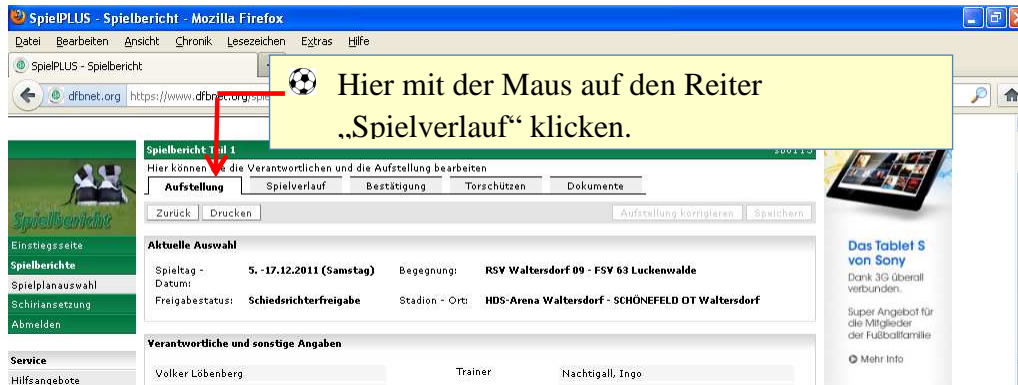 SpielPLUS - Spielbericht - Mozilla Firefox
Datei Bearbeiten Ansicht Chronik Lesezeichen Extras Hilfe
SpielPLUS - Spielbericht
Hier mit der Maus auf den Reiter
„Spielverlauf“ klicken.
dfbnet.org https://www.dfbnet.org/spie
Spielbericht Teil 1
Hier können Sie die Verantwortlichen und die Aufstellung bearbeiten
Aufstellung Spielverlauf Bestätigung Torschützen Dokumente
Spielbericht
Zurück Drucken Aufstellung korrigieren Speichern
Einstiegsseite
Spielberichte
Spielplanauswahl
Schiriansetzung
Abmelden
Service
Hilfsangebote
Aktuelle Auswahl
Spieltag - 5. -17.12.2011 (Samstag) Begegnung: RSV Waltersdorf 09 - FSV 63 Luckenwalde
Datum:
Freigabestatus: Schiedsrichterfreigabe Stadion - Ort: HDS-Arena Waltersdorf - SCHÖNEFELD OT Waltersdorf
Verantwortliche und sonstige Angaben
Volker Löbenberg Trainer Nachtigall, Ingo
Das Tablet S
von Sony
Dank 3G überall
verbunden.
Super Angebot für
die Mitglieder
der Fußballfamilie
Mehr Info